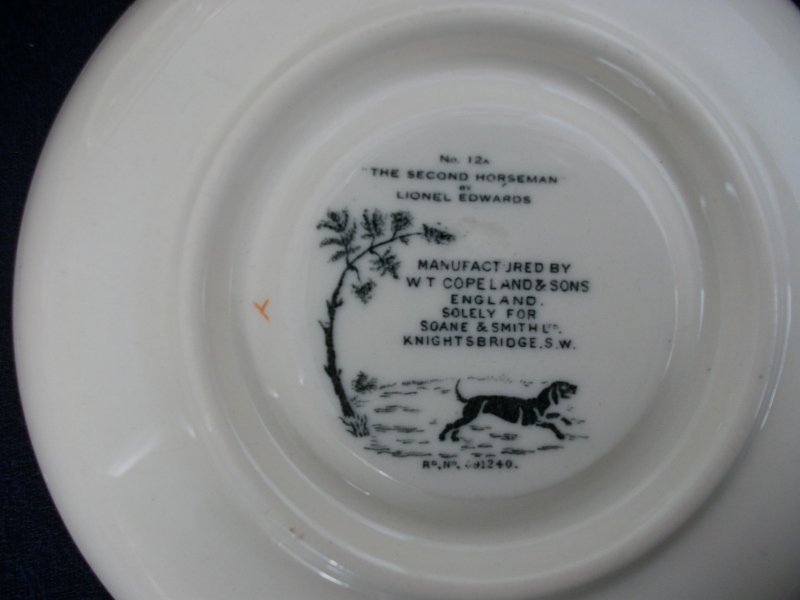 No. 12A
"THE SECOND HORSEMAN"
BY
LIONEL EDWARDS
MANUFACTURED BY
W T COPELAND & SONS
ENGLAND.
SOLELY FOR
SOANE & SMITH LTD.
KNIGHTSBRIDGE. S.W.
RD. NO. 691240.